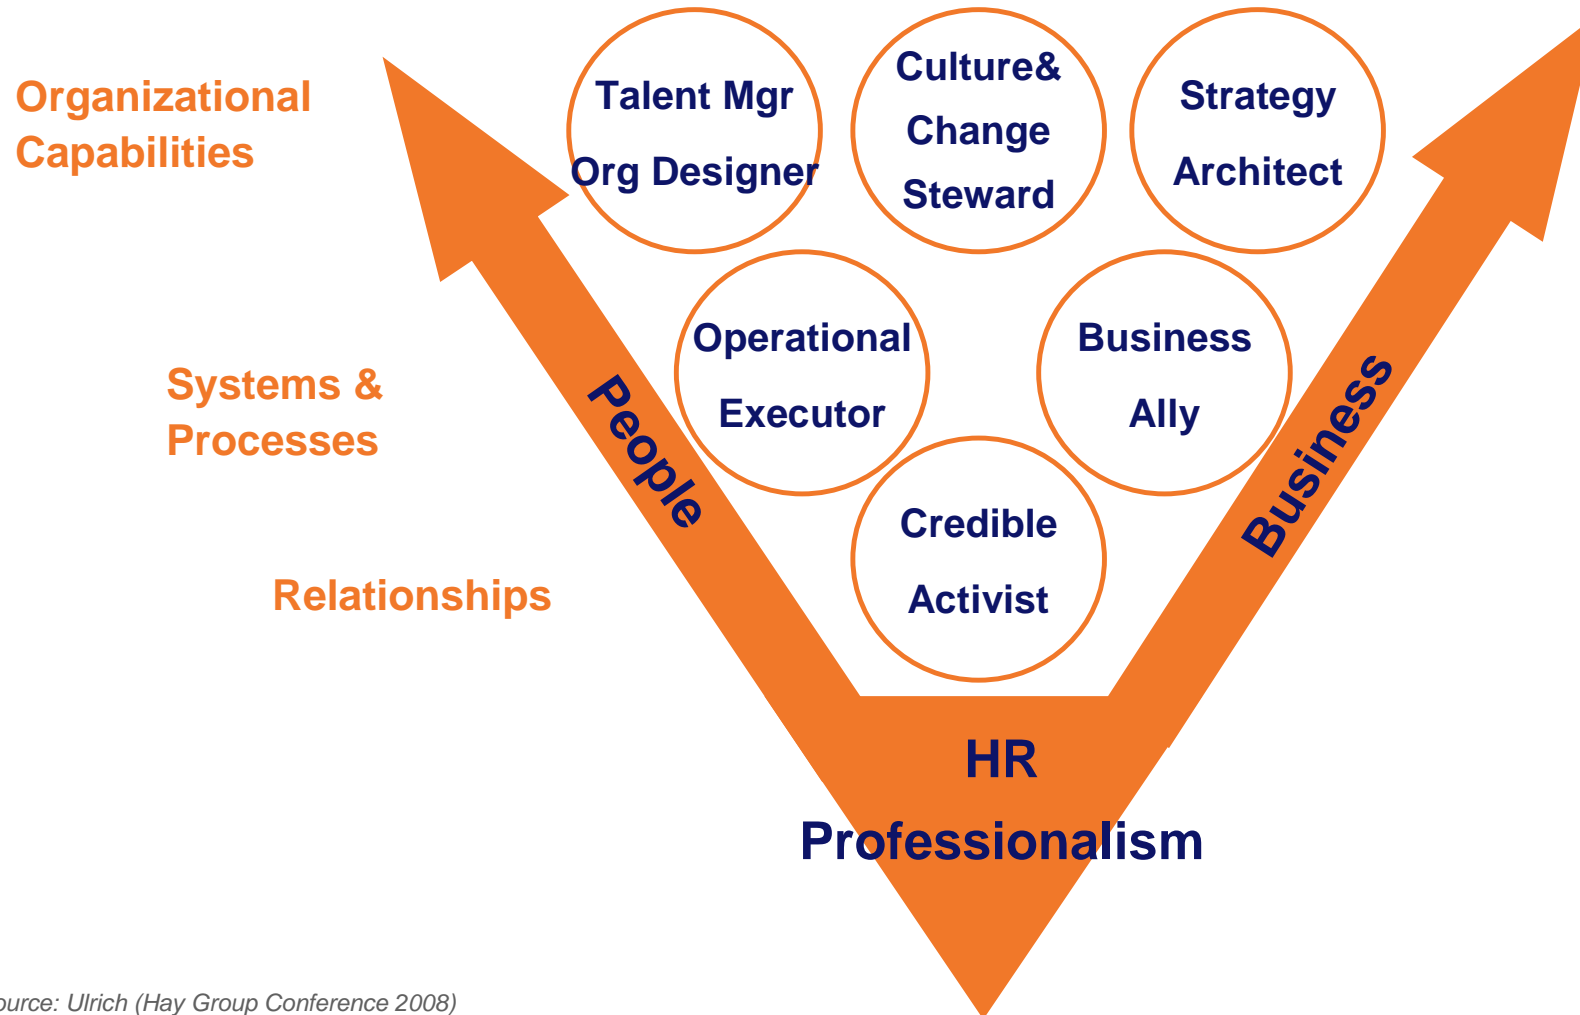 Organizational
Capabilities
Talent Mgr
Org Designer
Culture&
Change
Steward
Strategy
Architect
Systems &
Processes
People
Operational
Executor
Business
Ally
Business
Relationships
Credible
Activist
HR
Professionalism
ource: Ulrich (Hay Group Conference 2008)